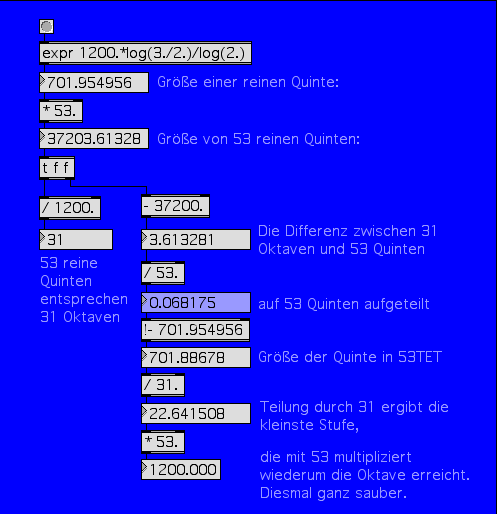 expr 1200.*log(3./2.)/log(2.)
701.954956 Größe einer reinen Quinte:
* 53.
37203.61328 Größe von 53 reinen Quinten:
t f f
/ 1200.
- 37200.
31
3.613281
Die Differenz zwischen 31
Oktaven und 53 Quinten
53 reine
Quinten
entsprechen
31 Oktaven
/ 53.
0.068175 auf 53 Quinten aufgeteilt
!- 701.954956
701.88678 Größe der Quinte in 53TET
/ 31.
22.641508
Teilung durch 31 ergibt die
kleinste Stufe,
* 53.
1200.000
die mit 53 multipliziert
wiederum die Oktave erreicht.
Diesmal ganz sauber.